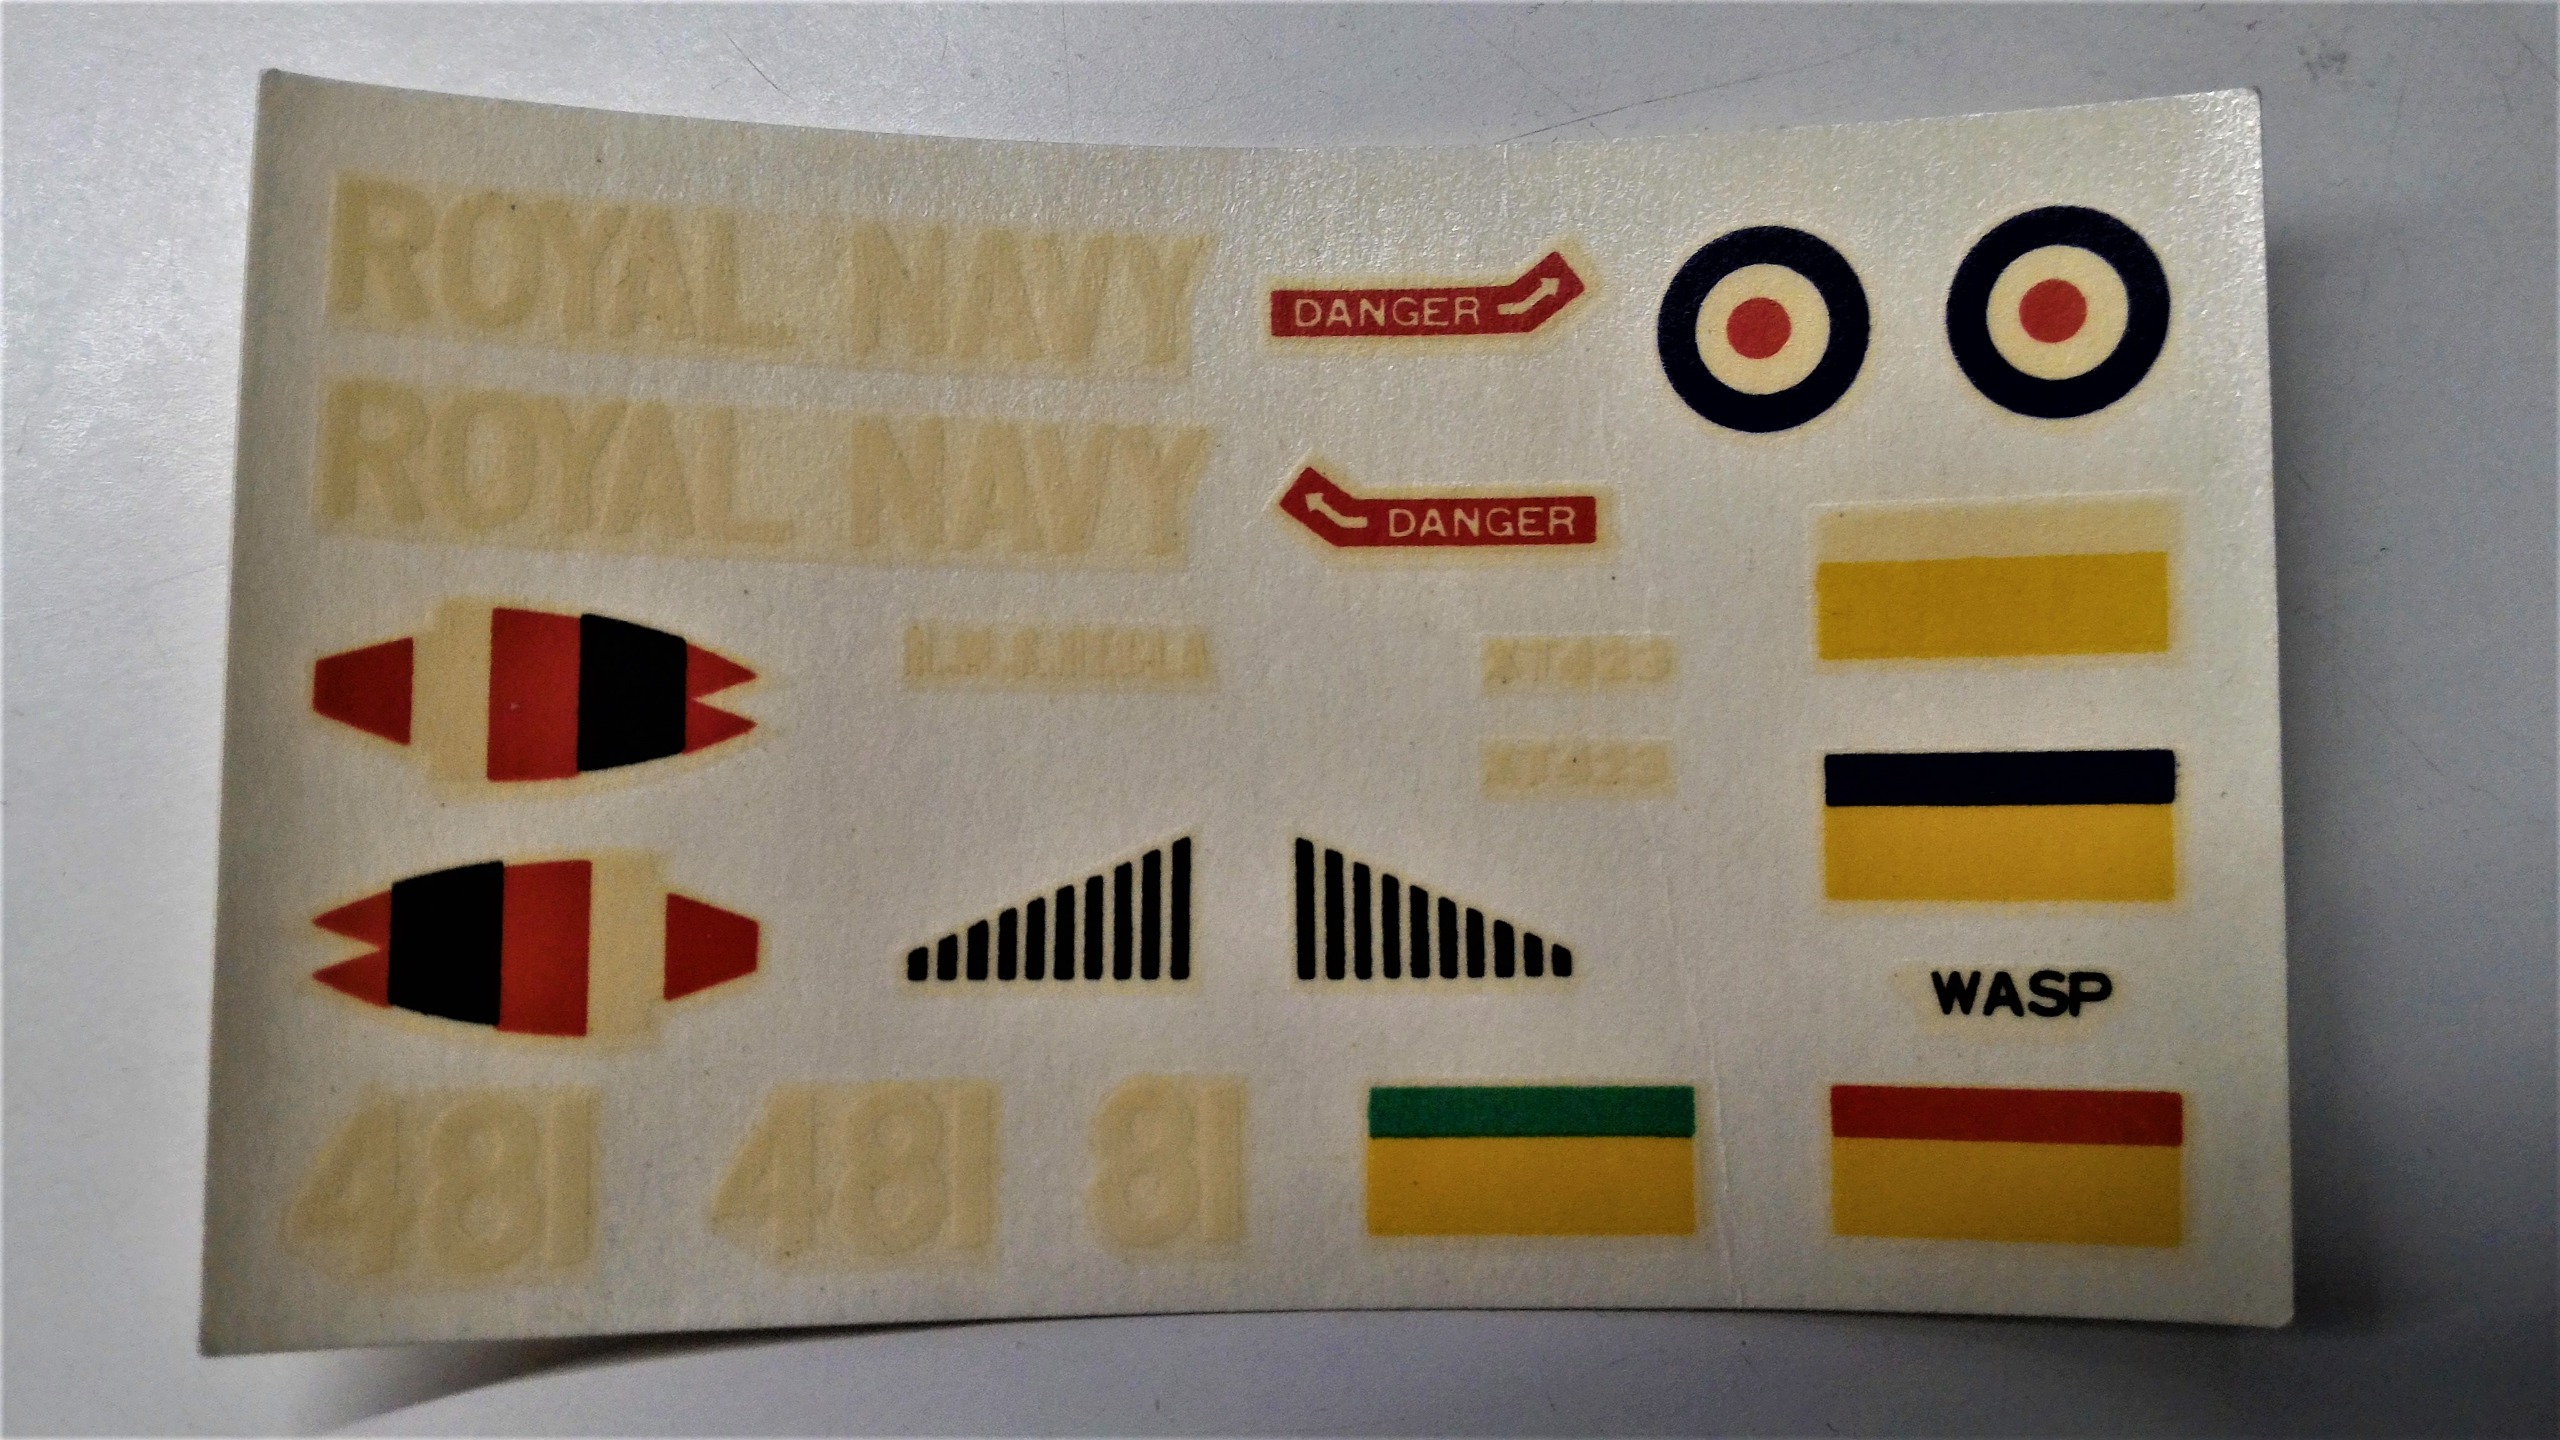 ROYAL NAVY
DANGER
ROYAL NAVY
DANGER
WASP
481
481
81